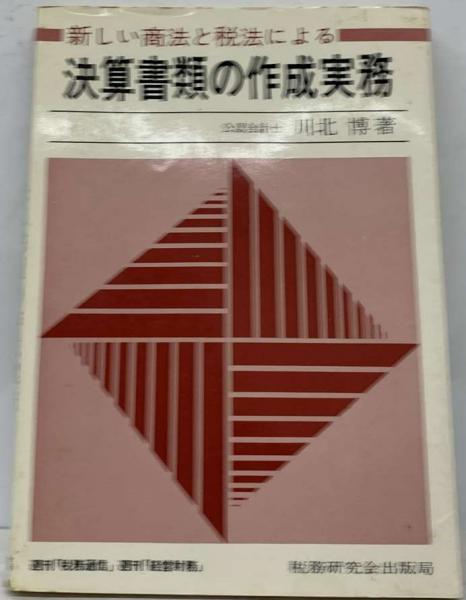 新しい商法と税法による
決算書類の作成実務
公認会計士 川北 博 著
週刊「税務通信」 週刊「経営財務」 税務研究会出版局